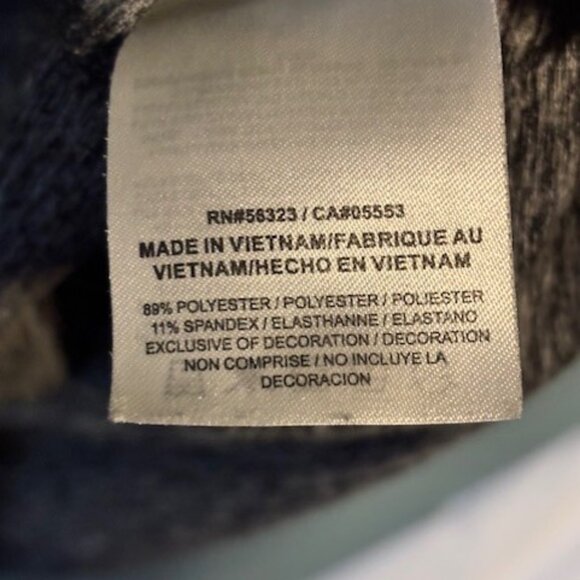 RN#56323 / CA#05553
MADE IN VIETNAM/FABRIQUE AU
VIETNAM/HECHO EN VIETNAM
89% POLYESTER / POLYESTER / POLIESTER
11% SPANDEX / ELASTHANNE / ELASTANO
EXCLUSIVE OF DECORATION / DECORATION
NON COMPRISE / NO INCLUYE LA
DECORACION